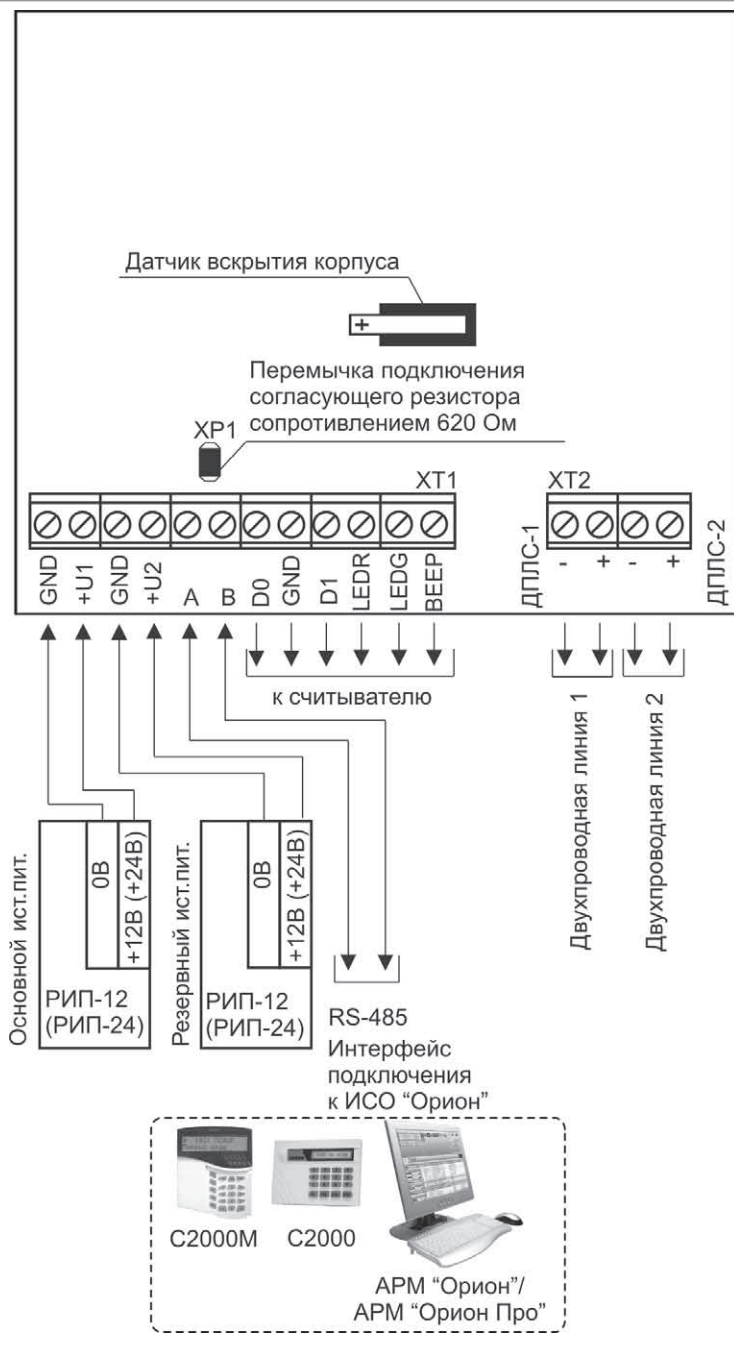 Датчик вскрытия корпуса
+
Перемычка подключения
согласующего резистора
сопротивлением 620 Ом
XP1
XT1
XT2
GND
+U1
GND
+U2
A
B
D0
GND
D1
LEDR
LEDG
BEEP
ДПЛС-1
-
+
-
+
ДПЛС-2
к считывателю
Двухпроводная линия 1
Двухпроводная линия 2
Основной ист.пит.
0В
+12В (+24В)
РИП-12
(РИП-24)
Резервный ист.пит.
0В
+12В (+24В)
РИП-12
(РИП-24)
RS-485
Интерфейс
подключения
к ИСО “Орион”
С2000М
С2000
АРМ “Орион”/
АРМ “Орион Про”